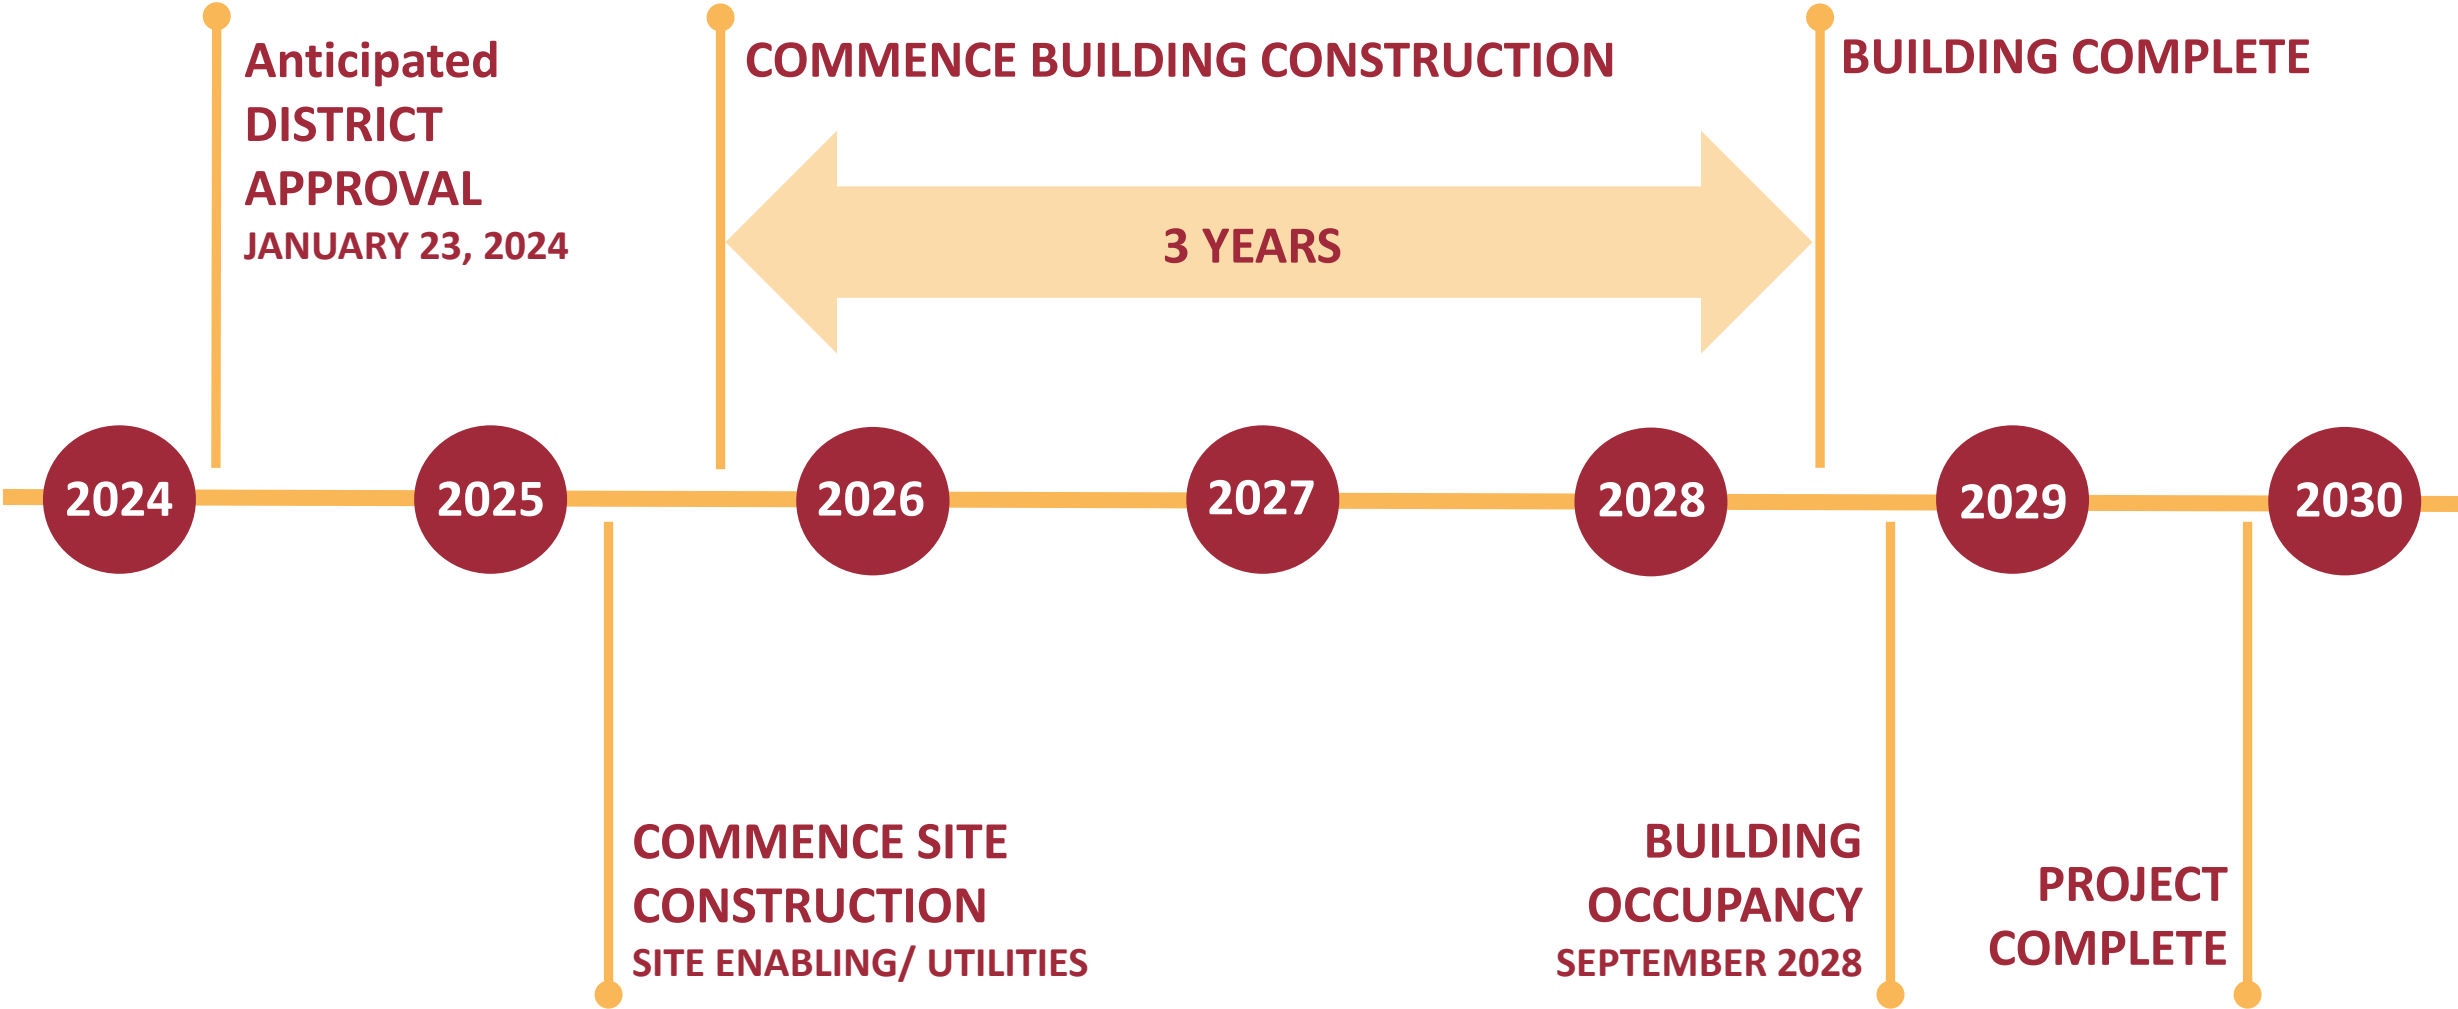 Anticipated
DISTRICT
APPROVAL
JANUARY 23, 2024
COMMENCE BUILDING CONSTRUCTION
BUILDING COMPLETE
3 YEARS
2024
2025
2026
2027
2028
2029
2030
COMMENCE SITE
CONSTRUCTION
SITE ENABLING/ UTILITIES
BUILDING
OCCUPANCY
SEPTEMBER 2028
PROJECT
COMPLETE